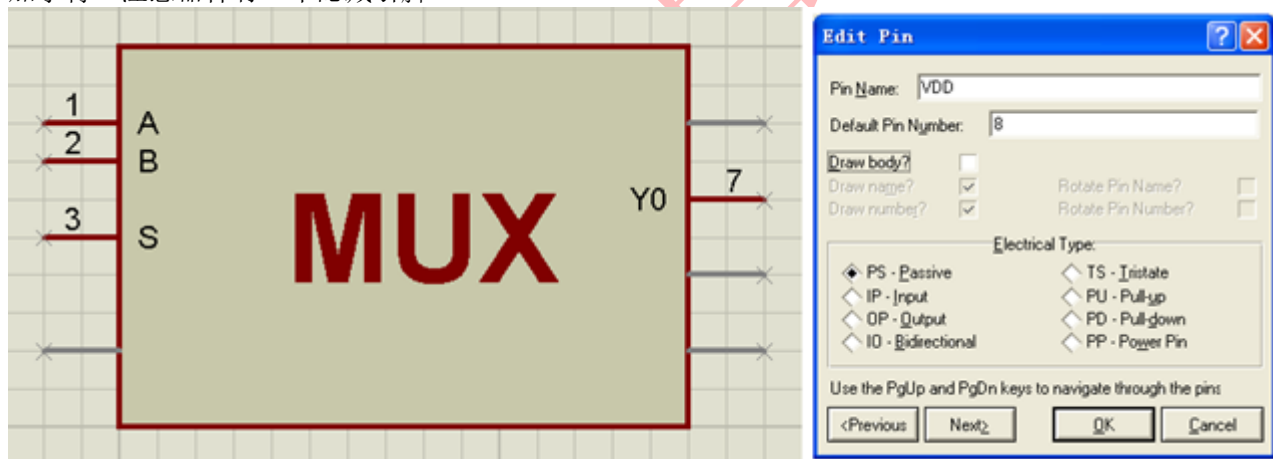 1
A
2
B
3
S
MUX
Y0
7
Edit Pin
Pin Name: VDD
Default Pin Number: 8
Draw body?
Draw name? Rotate Pin Name?
Draw number? Rotate Pin Number?
Electrical Type:
PS - Passive TS - Tristate
IP - Input PU - Pull-up
OP - Output PD - Pull-down
IO - Bidirectional PP - Power Pin
Use the PgUp and PgDn keys to navigate through the pins
<Previous Next> OK Cancel